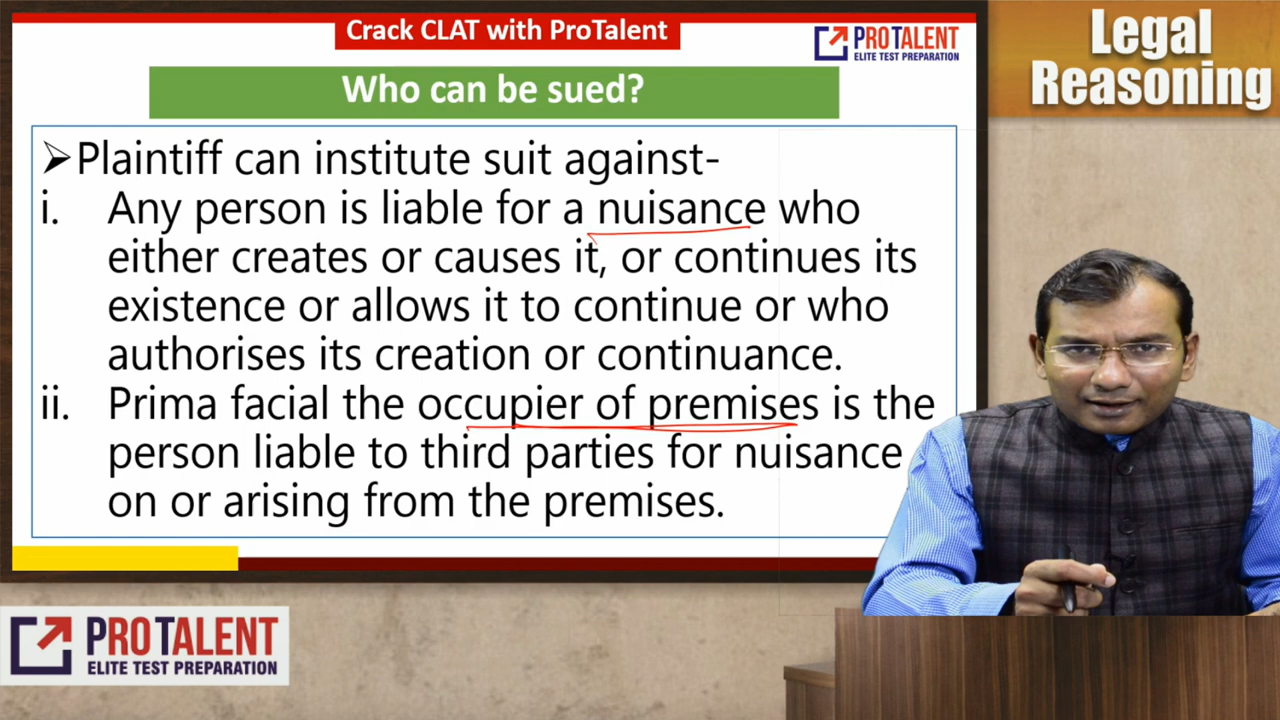 Crack CLAT with ProTalent
PROTALENT
ELITE TEST PREPARATION
Legal
Reasoning
Who can be sued?
➢Plaintiff can institute suit against-
i. Any person is liable for a nuisance who
either creates or causes it, or continues its
existence or allows it to continue or who
authorises its creation or continuance.
ii. Prima facial the occupier of premises is the
person liable to third parties for nuisance
on or arising from the premises.
PROTALENT
ELITE TEST PREPARATION